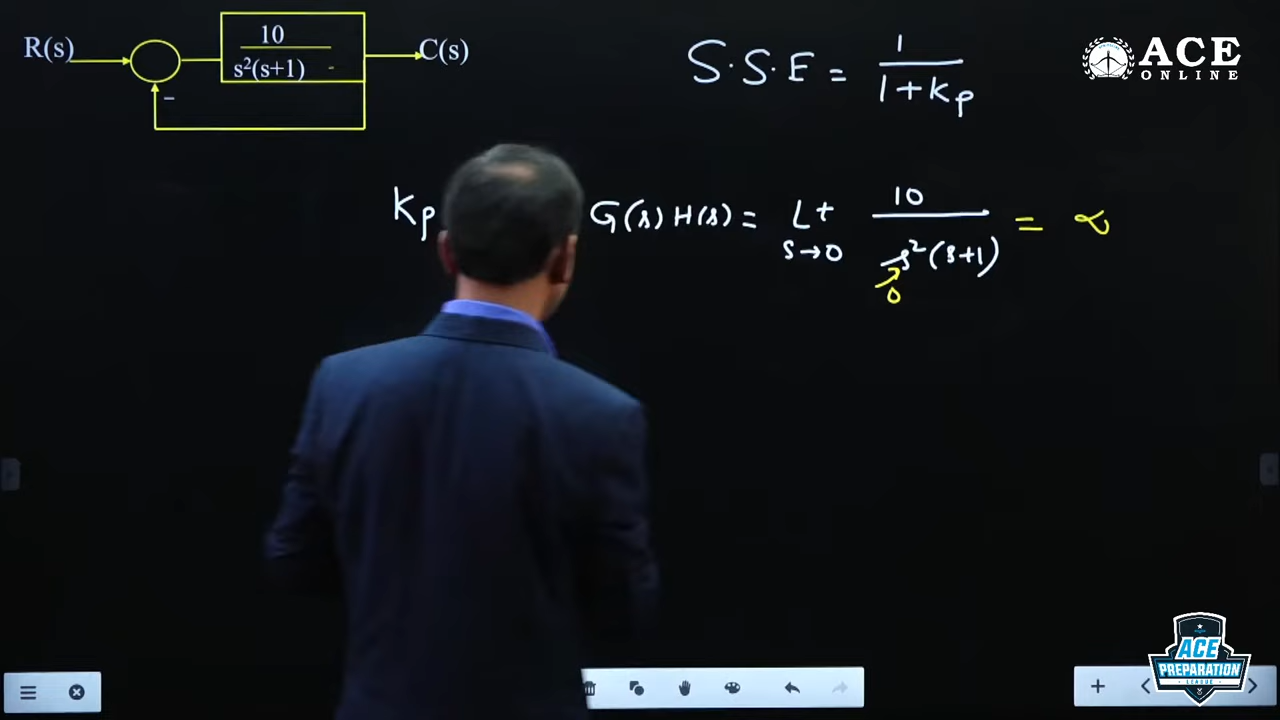 R(s)
10
s²(s+1)
C(s)
−
S.S.E = 1
1+Kp
ACE
ONLINE
Kp
G(s) H(s) = Lt
s→0
10
s²(s+1)
= ∞
0
ACE
PREPARATION
LEAGUE